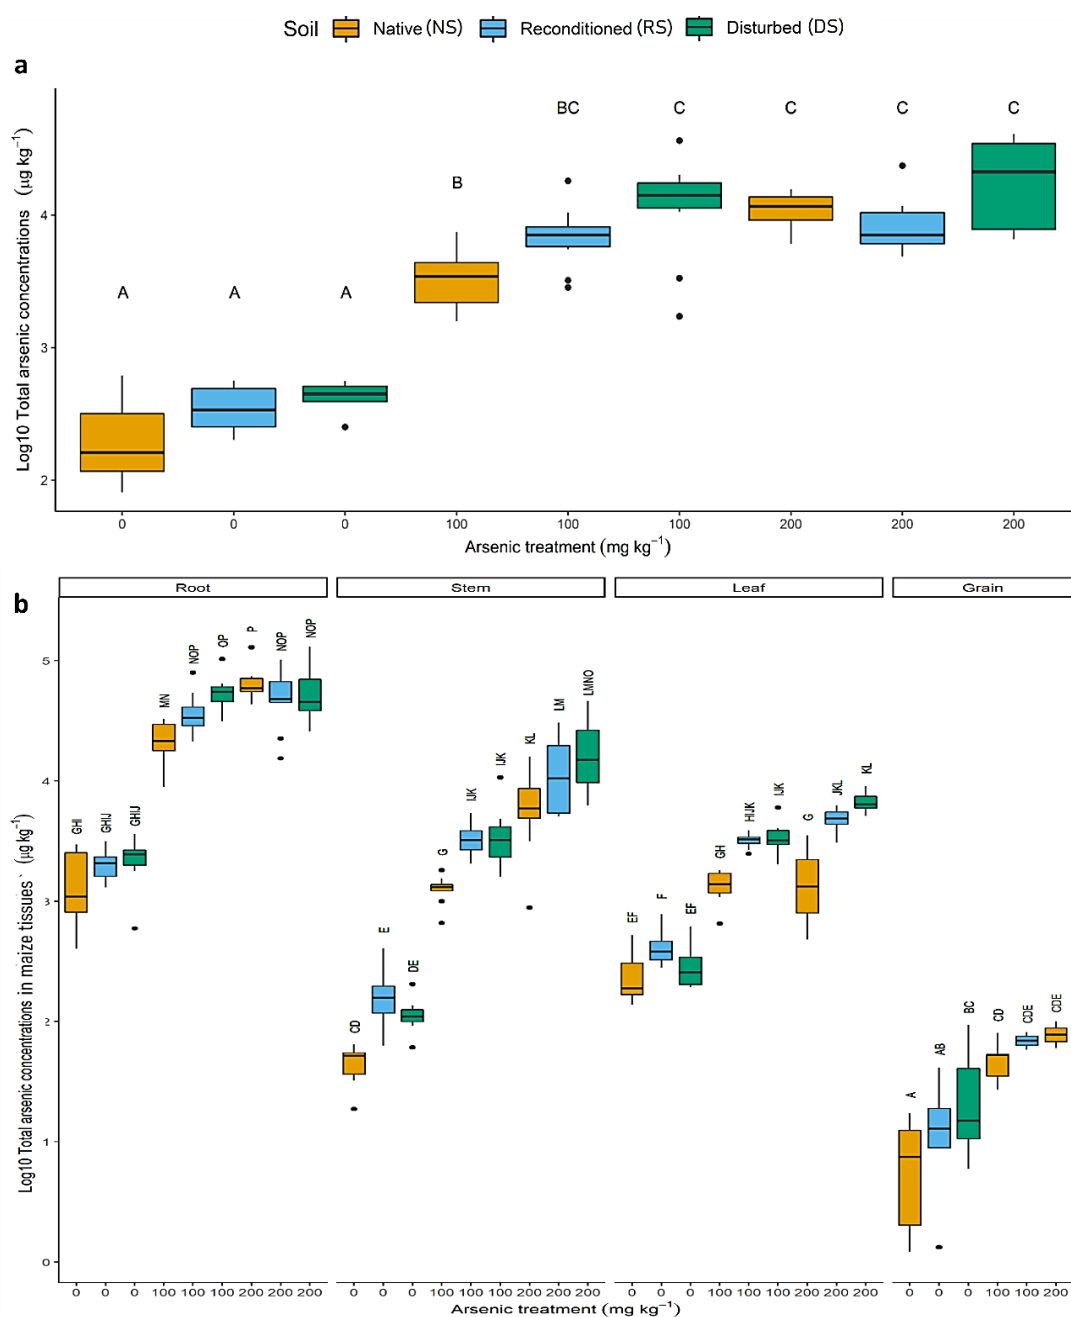 Soil Native (NS) Reconditioned (RS) Disturbed (DS)
a
Log10 Total arsenic concentrations (µg kg⁻¹)
4
3
2
A A A B BC C C C C
0 0 0 100 100 100 200 200 200
Arsenic treatment (mg kg⁻¹)
b
Root Stem Leaf Grain
Log10 Total arsenic concentrations in maize tissues` (µg kg⁻¹)
5
4
3
2
1
0
GHI GHIJ GHIJ MN NOP OP P NOP NOP
CD E DE G IJK IJK KL LM LMNO
EF F EF GH HIJK IJK G JKL KL
A AB BC CD CDE CDE
0 0 0 100 100 100 200 200 200 0 0 0 100 100 100 200 200 200 0 0 0 100 100 100 200 200 200 0 0 0 100 100 200
Arsenic treatment (mg kg⁻¹)